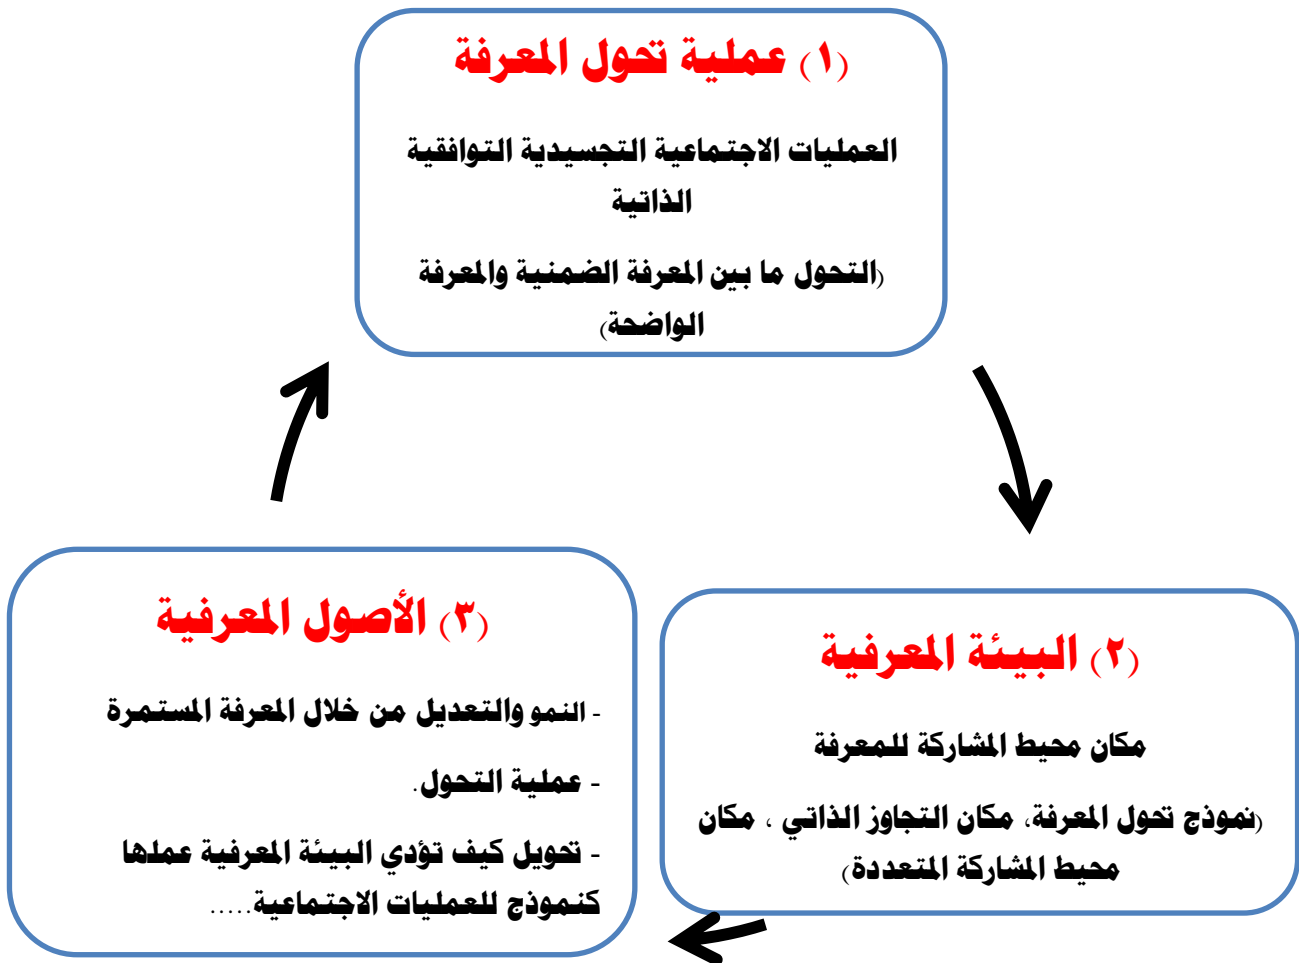 (١) عملية تحول المعرفة
العمليات الاجتماعية التجسيدية التوافقية
الذاتية
(التحول ما بين المعرفة الضمنية والمعرفة
الواضحة)
(٢) البيئة المعرفية
مكان محيط المشاركة للمعرفة
(نموذج تحول المعرفة، مكان التجاوز الذاتي ، مكان
محيط المشاركة المتعددة)
(٣) الأصول المعرفية
- النمو والتعديل من خلال المعرفة المستمرة
- عملية التحول.
- تحويل كيف تؤدي البيئة المعرفية عملها
كنموذج للعمليات الاجتماعية.....